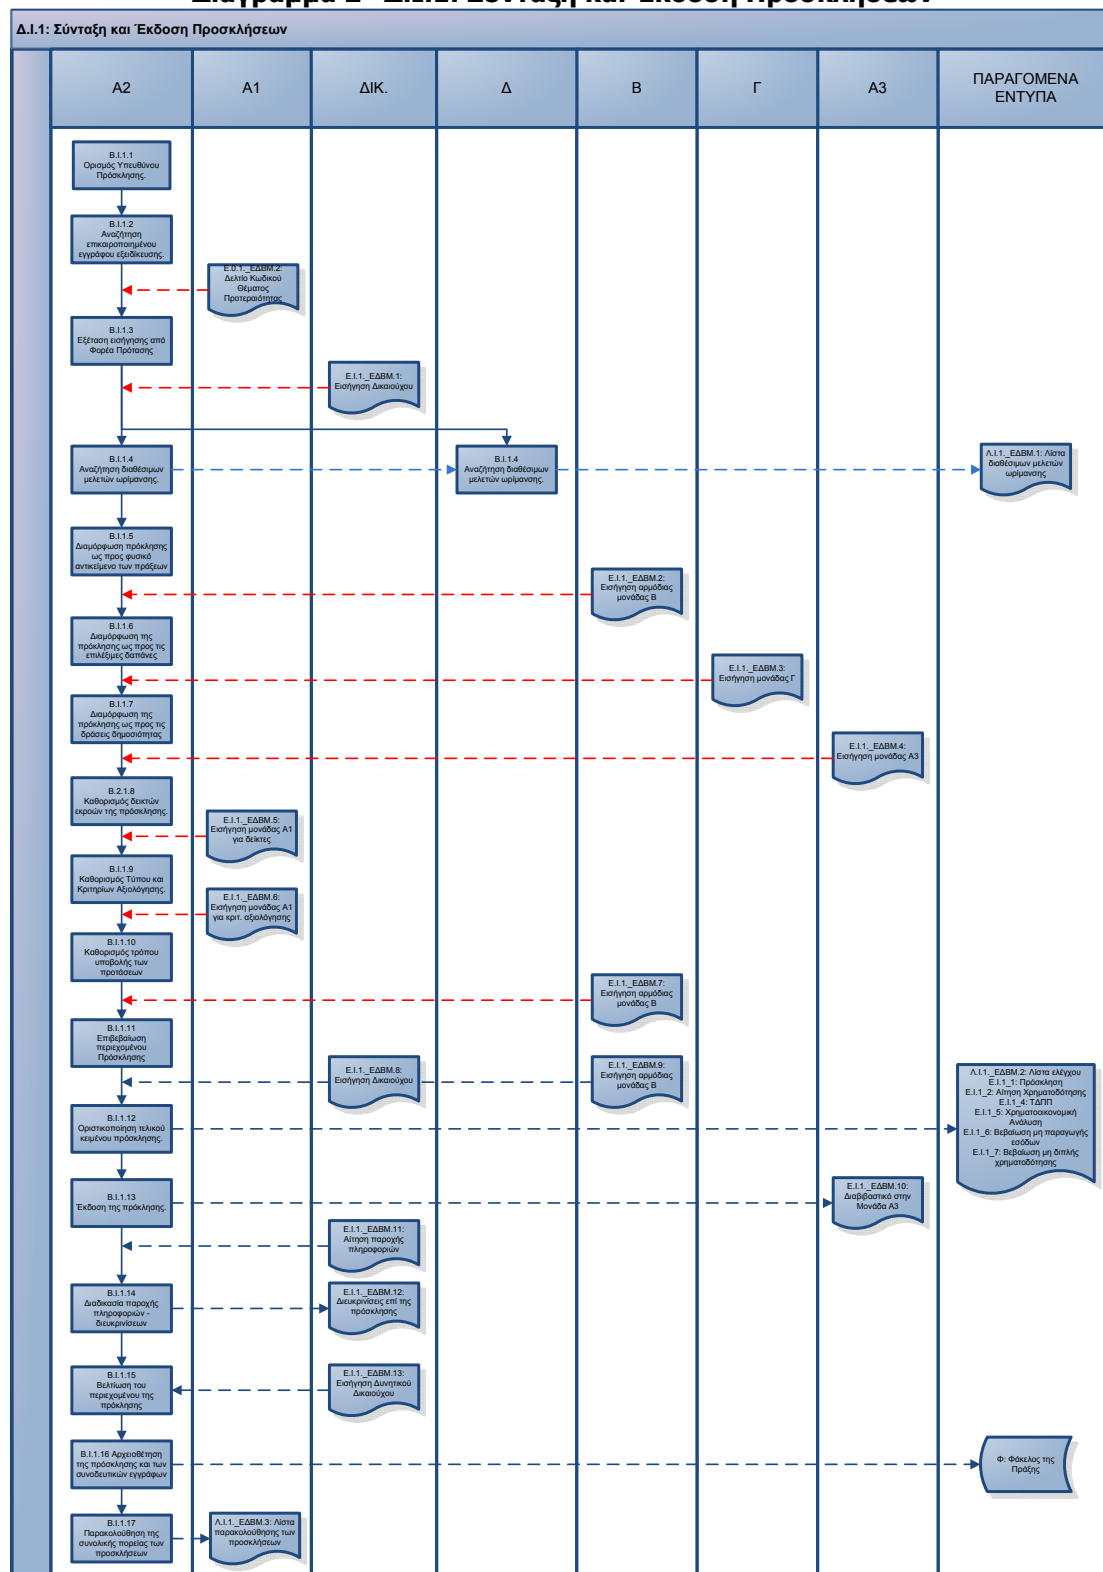 Δ.Ι.1: Σύνταξη και Έκδοση Προσκλήσεων
Α2
Α1
ΔΙΚ.
Δ
Β
Γ
Α3
ΠΑΡΑΓΟΜΕΝΑ
ΕΝΤΥΠΑ
Β.Ι.1.1
Ορισμός Υπευθύνου
Πρόσκλησης.
Β.Ι.1.2
Αναζήτηση
επικαιροποιημένου
εγγράφου εξειδίκευσης.
Ε.0.1._ΕΔΒΜ.2:
Δελτίο Κωδικού
Θέματος
Προτεραιότητας
Β.Ι.1.3
Εξέταση εισήγησης από
Φορέα Πρότασης
Ε.Ι.1._ΕΔΒΜ.1:
Εισήγηση Δικαιούχου
Β.Ι.1.4
Αναζήτηση διαθέσιμων
μελετών ωρίμανσης.
Β.Ι.1.4
Αναζήτηση διαθέσιμων
μελετών ωρίμανσης.
Λ.Ι.1._ΕΔΒΜ.1: Λίστα
διαθέσιμων μελετών
ωρίμανσης
Β.Ι.1.5
Διαμόρφωση πρόκλησης
ως προς φυσικό
αντικείμενο των πράξεων
Ε.Ι.1._ΕΔΒΜ.2:
Εισήγηση αρμόδιας
μονάδας Β
Β.Ι.1.6
Διαμόρφωση της
πρόκλησης ως προς τις
επιλέξιμες δαπάνες
Ε.Ι.1._ΕΔΒΜ.3:
Εισήγηση μονάδας Γ
Β.Ι.1.7
Διαμόρφωση της
πρόκλησης ως προς τις
δράσεις δημοσιότητας
Ε.Ι.1._ΕΔΒΜ.4:
Εισήγηση μονάδας Α3
Β.2.1.8
Καθορισμός δεικτών
εκροών της πρόσκλησης.
Ε.Ι.1._ΕΔΒΜ.5:
Εισήγηση μονάδας Α1
για δείκτες
Β.Ι.1.9
Καθορισμός Τύπου και
Κριτηρίων Αξιολόγησης.
Ε.Ι.1._ΕΔΒΜ.6:
Εισήγηση μονάδας Α1
για κριτ. αξιολόγησης
Β.Ι.1.10
Καθορισμός τρόπου
υποβολής των
προτάσεων
Ε.Ι.1._ΕΔΒΜ.7:
Εισήγηση αρμόδιας
μονάδας Β
Β.Ι.1.11
Επιβεβαίωση
περιεχομένου
Πρόσκλησης
Ε.Ι.1._ΕΔΒΜ.8:
Εισήγηση Δικαιούχου
Ε.Ι.1._ΕΔΒΜ.9:
Εισήγηση αρμόδιας
μονάδας Β
Λ.Ι.1._ΕΔΒΜ.2: Λίστα ελέγχου
Ε.Ι.1_1: Πρόσκληση
Ε.Ι.1_2: Αίτηση Χρηματοδότησης
Ε.Ι.1_4: ΤΔΠΠ
Ε.Ι.1_5: Χρηματοοικονομική
Ανάλυση
Ε.Ι.1_6: Βεβαίωση μη παραγωγής
εσόδων
Ε.Ι.1_7: Βεβαίωση μη διπλής
χρηματοδότησης
Β.Ι.1.12
Οριστικοποίηση τελικού
κειμένου πρόσκλησης.
Β.Ι.1.13
Έκδοση της πρόκλησης.
Ε.Ι.1._ΕΔΒΜ.10:
Διαβιβαστικό στην
Μονάδα Α3
Ε.Ι.1._ΕΔΒΜ.11:
Αίτηση παροχής
πληροφοριών
Β.Ι.1.14
Διαδικασία παροχής
πληροφοριών -
διευκρινίσεων
Ε.Ι.1._ΕΔΒΜ.12:
Διευκρινίσεις επί της
πρόσκλησης
Β.Ι.1.15
Βελτίωση του
περιεχομένου της
πρόκλησης
Ε.Ι.1._ΕΔΒΜ.13:
Εισήγηση Δυνητικού
Δικαιούχου
Β.Ι.1.16 Αρχειοθέτηση
της πρόσκλησης και των
συνοδευτικών εγγράφων
Φ: Φάκελος της
Πράξης
Β.Ι.1.17
Παρακολούθηση της
συνολικής πορείας των
προσκλήσεων
Λ.Ι.1._ΕΔΒΜ.3: Λίστα
παρακολούθησης των
προσκλήσεων